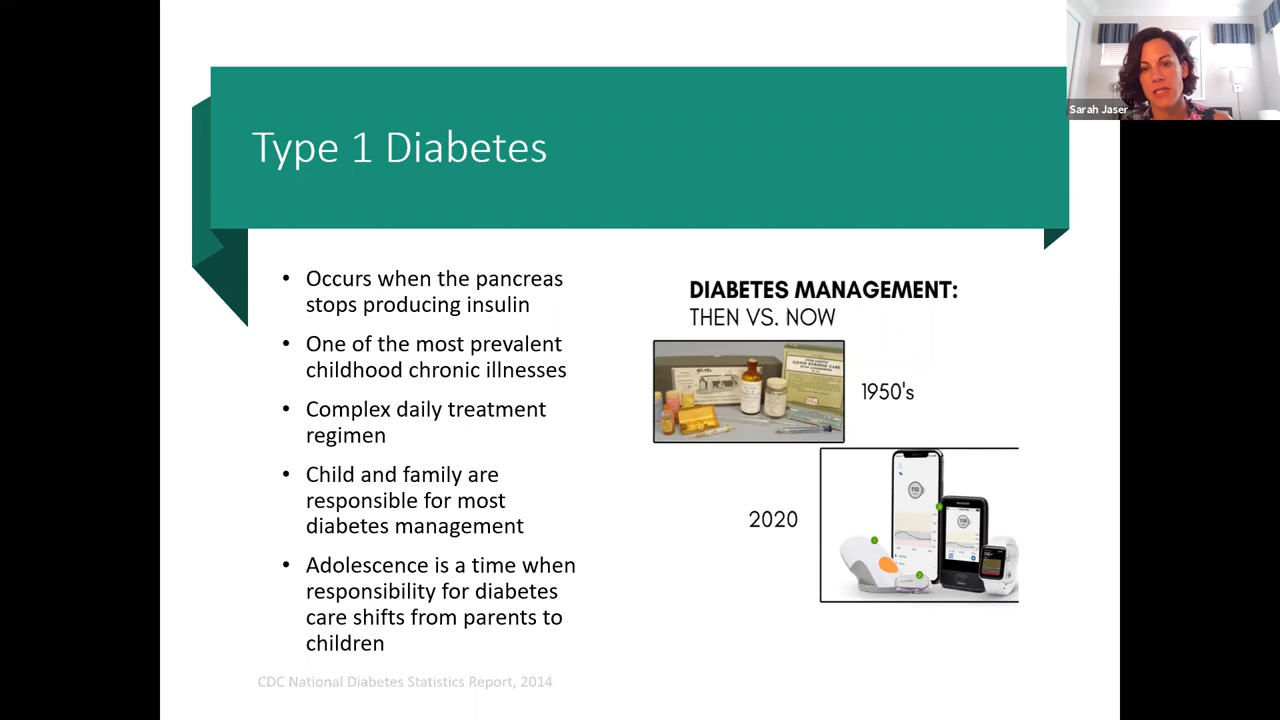 Sarah Jaser
Type 1 Diabetes
• Occurs when the pancreas
stops producing insulin
• One of the most prevalent
childhood chronic illnesses
• Complex daily treatment
regimen
• Child and family are
responsible for most
diabetes management
• Adolescence is a time when
responsibility for diabetes
care shifts from parents to
children
CDC National Diabetes Statistics Report, 2014
DIABETES MANAGEMENT:
THEN VS. NOW
1950's
2020
110
110